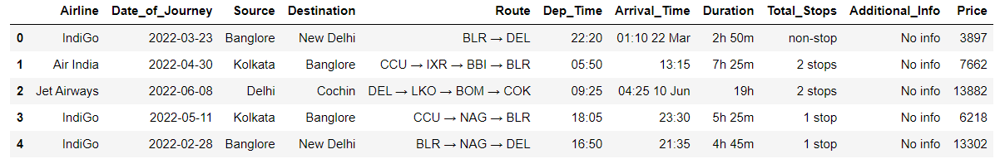 Airline Date_of_Journey Source Destination Route Dep_Time Arrival_Time Duration Total_Stops Additional_Info Price
0 IndiGo 2022-03-23 Banglore New Delhi BLR → DEL 22:20 01:10 22 Mar 2h 50m non-stop No info 3897
1 Air India 2022-04-30 Kolkata Banglore CCU → IXR → BBI → BLR 05:50 13:15 7h 25m 2 stops No info 7662
2 Jet Airways 2022-06-08 Delhi Cochin DEL → LKO → BOM → COK 09:25 04:25 10 Jun 19h 2 stops No info 13882
3 IndiGo 2022-05-11 Kolkata Banglore CCU → NAG → BLR 18:05 23:30 5h 25m 1 stop No info 6218
4 IndiGo 2022-02-28 Banglore New Delhi BLR → NAG → DEL 16:50 21:35 4h 45m 1 stop No info 13302